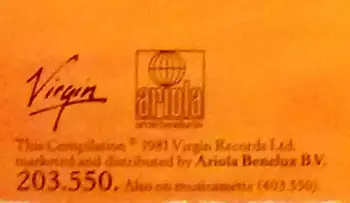 Virgin
ariola
This Compilation ℗ 1981 Virgin Records Ltd.
marketed and distributed by Ariola Benelux B.V.
203.550. Also on musicassette (403.550).